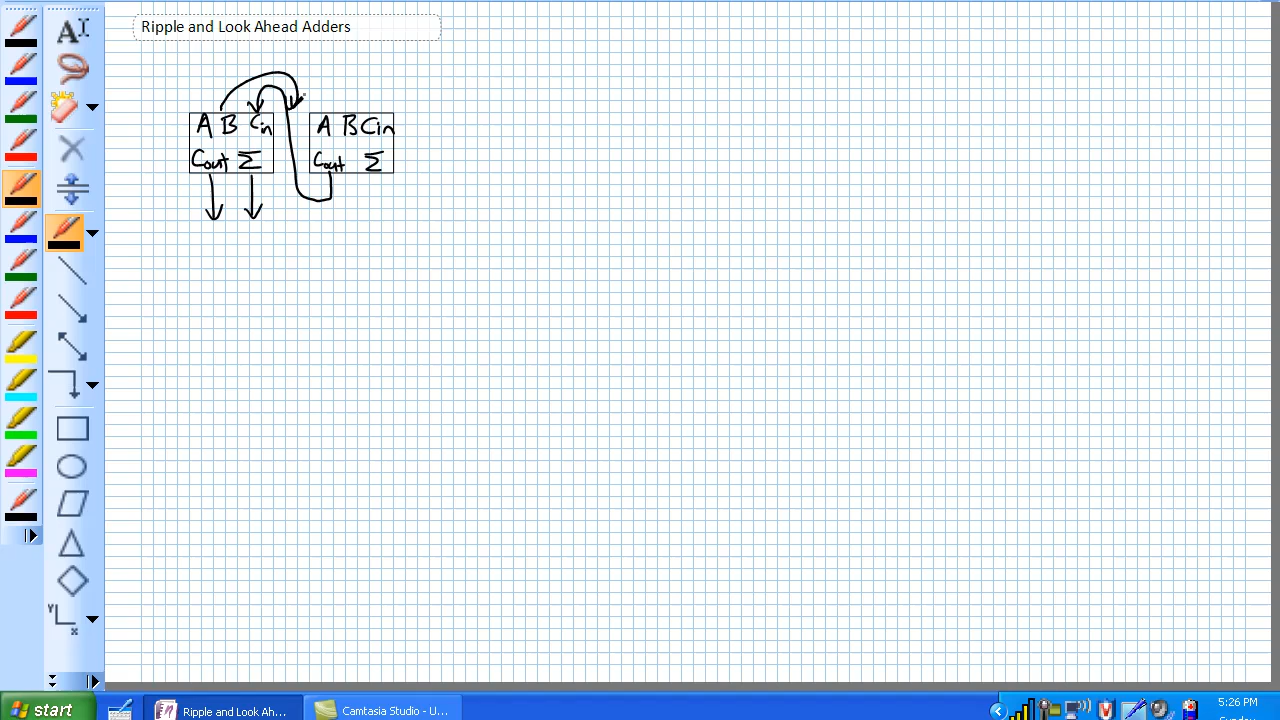 Ripple and Look Ahead Adders
A B Cin A B Cin
Cout Σ Cout Σ
start
Ripple and Look Ah...
Camtasia Studio - U...
5:26 PM